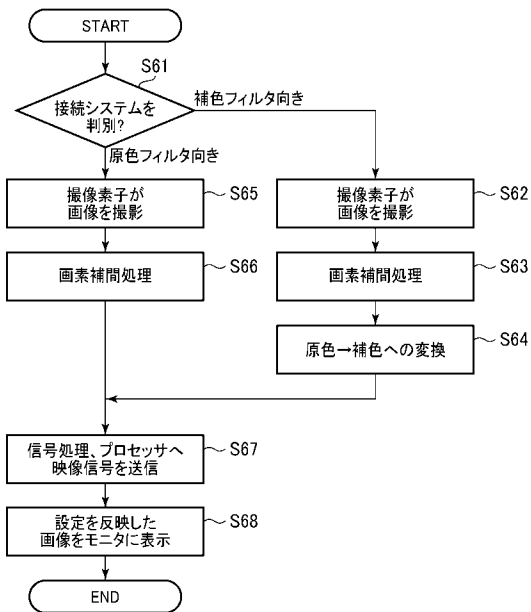 START
S61
接続システムを
判別?
補色フィルタ向き
原色フィルタ向き
撮像素子が
画像を撮影
S65
撮像素子が
画像を撮影
S62
画素補間処理
S66
画素補間処理
S63
原色→補色への変換
S64
信号処理、プロセッサへ
映像信号を送信
S67
設定を反映した
画像をモニタに表示
S68
END